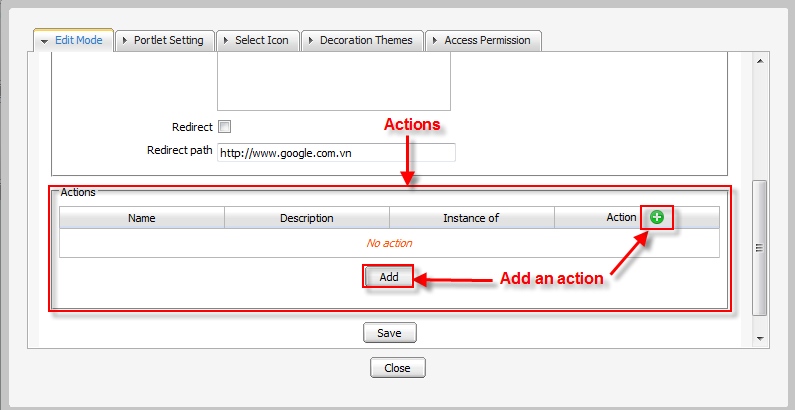 Edit Mode Portlet Setting Select Icon Decoration Themes Access Permission
Redirect
Actions
Redirect path http://www.google.com.vn
Actions
Name Description Instance of Action
No action
Add
Add an action
Save
Close